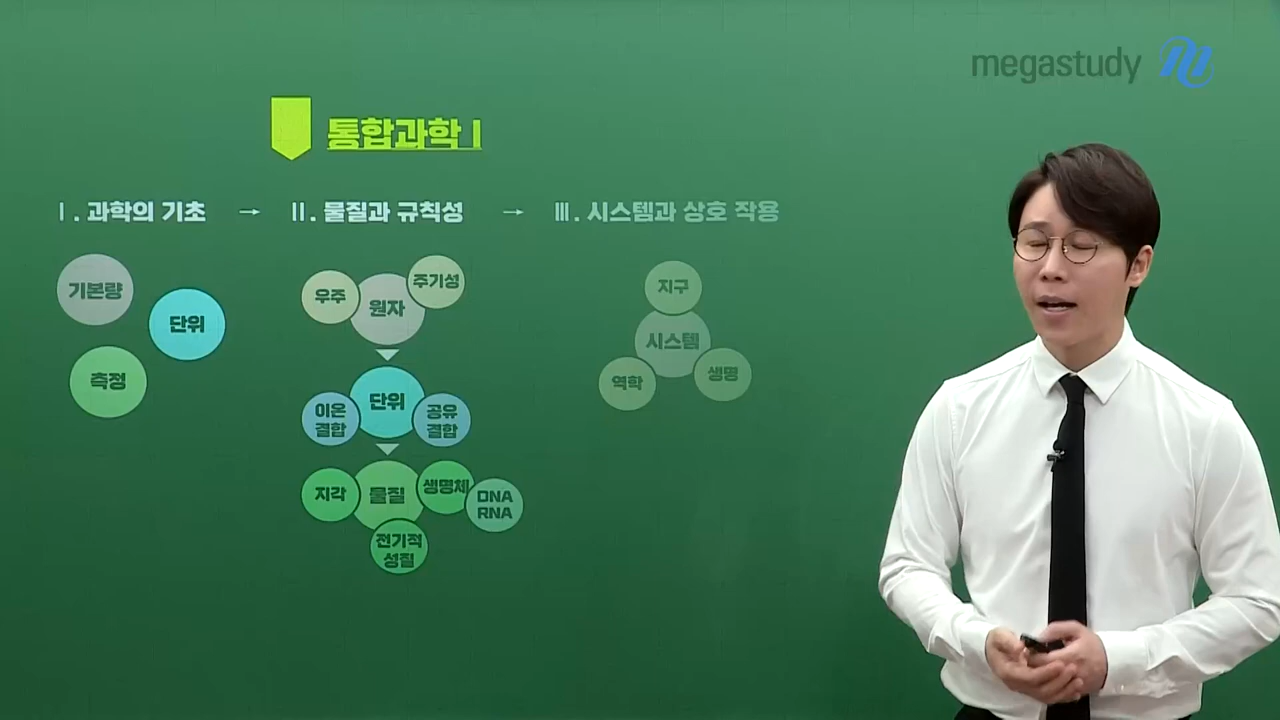 megastudy
통합과학 I
I . 과학의 기초 → II . 물질과 규칙성 → III . 시스템과 상호 작용
기본량
단위
측정
우주
원자
주기성
이온
결합
단위
공유
결합
지각
물질
생명체
DNA
RNA
전기적
성질
지구
시스템
역학
생명